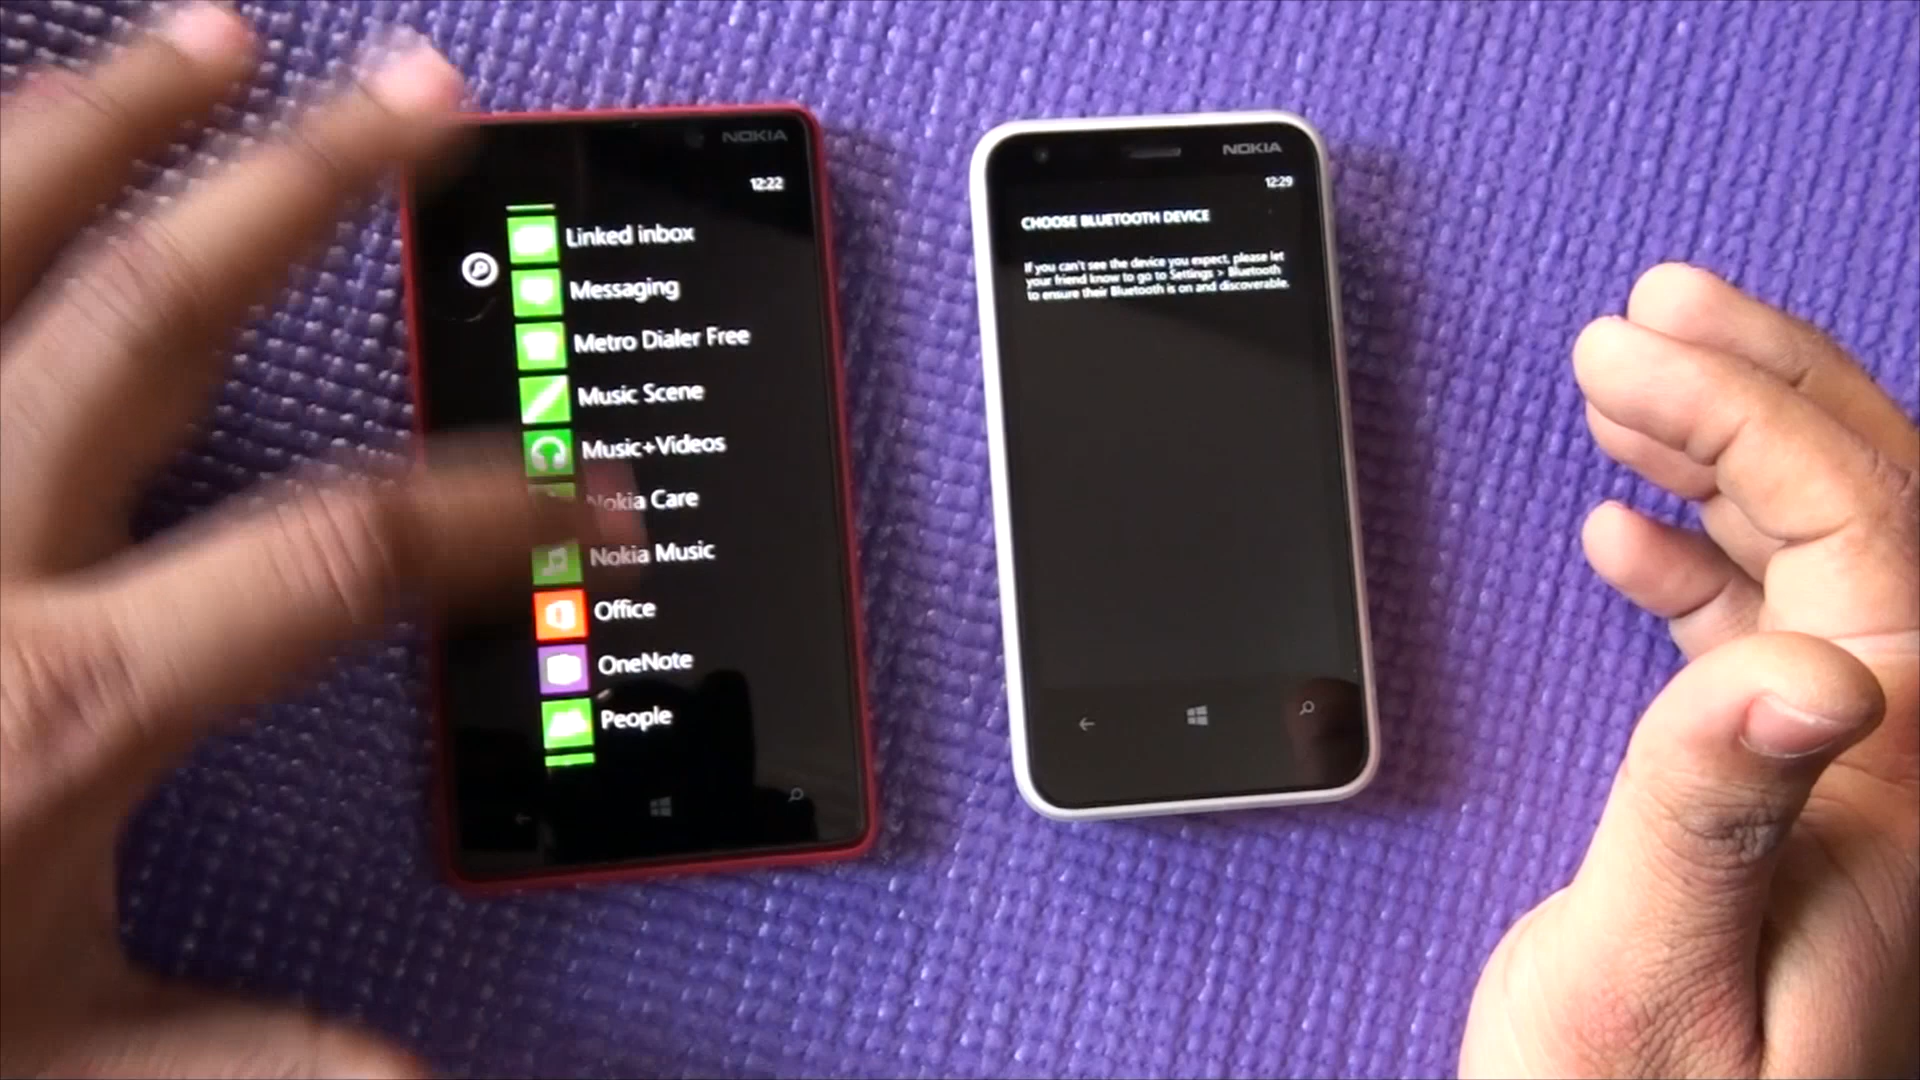 NOKIA
12:22
Linked inbox
Messaging
Metro Dialer Free
Music Scene
Music+Videos
Nokia Care
Nokia Music
Office
OneNote
People
NOKIA
12:29
CHOOSE BLUETOOTH DEVICE
If you can't see the device you expect, please let
your friend know to go to Settings > Bluetooth
to ensure their Bluetooth is on and discoverable.